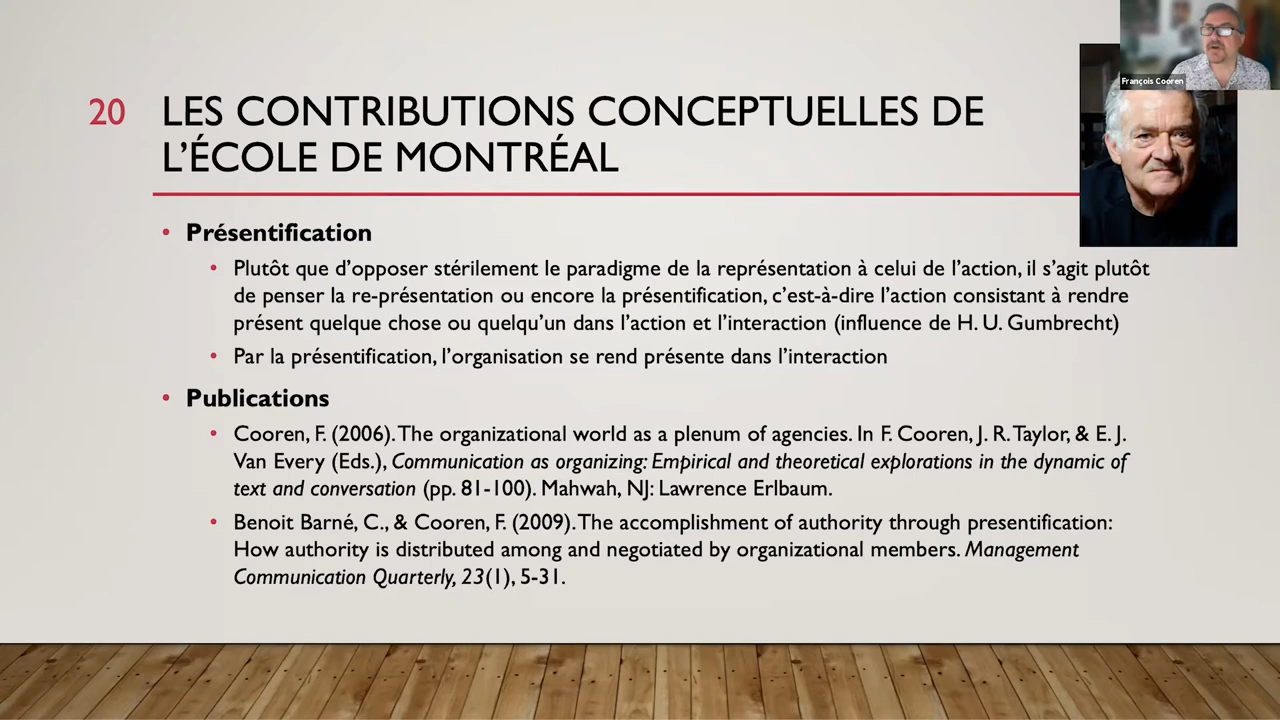 François Cooren
20
LES CONTRIBUTIONS CONCEPTUELLES DE
L'ÉCOLE DE MONTRÉAL
• Présentification
• Plutôt que d'opposer stérilement le paradigme de la représentation à celui de l'action, il s'agit plutôt
de penser la re-présentation ou encore la présentification, c'est-à-dire l'action consistant à rendre
présent quelque chose ou quelqu'un dans l'action et l'interaction (influence de H. U. Gumbrecht)
• Par la présentification, l'organisation se rend présente dans l'interaction
• Publications
• Cooren, F. (2006). The organizational world as a plenum of agencies. In F. Cooren, J. R. Taylor, & E. J.
Van Every (Eds.), Communication as organizing: Empirical and theoretical explorations in the dynamic of
text and conversation (pp. 81-100). Mahwah, NJ: Lawrence Erlbaum.
• Benoit Barné, C., & Cooren, F. (2009). The accomplishment of authority through presentification:
How authority is distributed among and negotiated by organizational members. Management
Communication Quarterly, 23(1), 5-31.